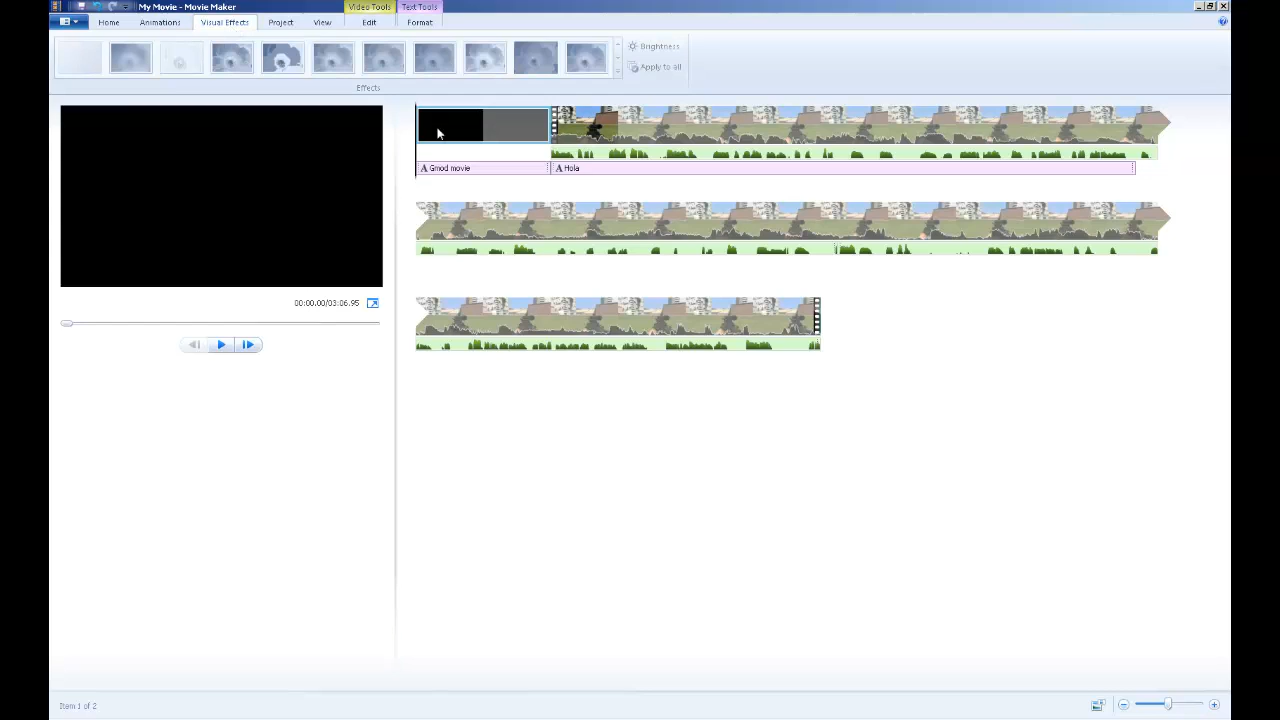 My Movie - Movie Maker
Video Tools
Text Tools
Home
Animations
Visual Effects
Project
View
Edit
Format
Brightness
Apply to all
Effects
A Gmod movie
A Hola
00:00.00/03:06.95
Item 1 of 2